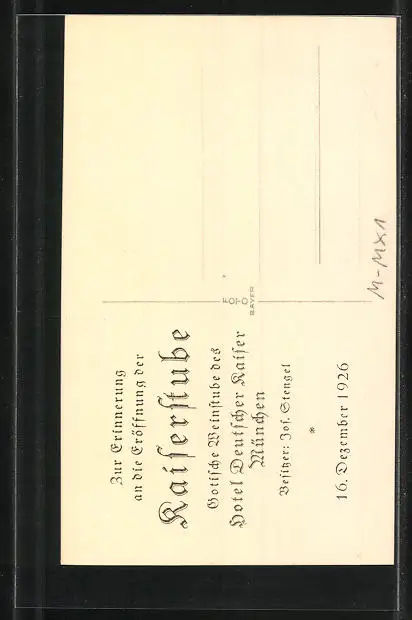 Zur Erinnerung
an die Eröffnung der
Kaiserstube
Gotische Weinstube des
Hotel Deutscher Kaiser
München
Besitzer: Jos. Stengel
*
16. Dezember 1926
FOTO
BAYER
M-MX1